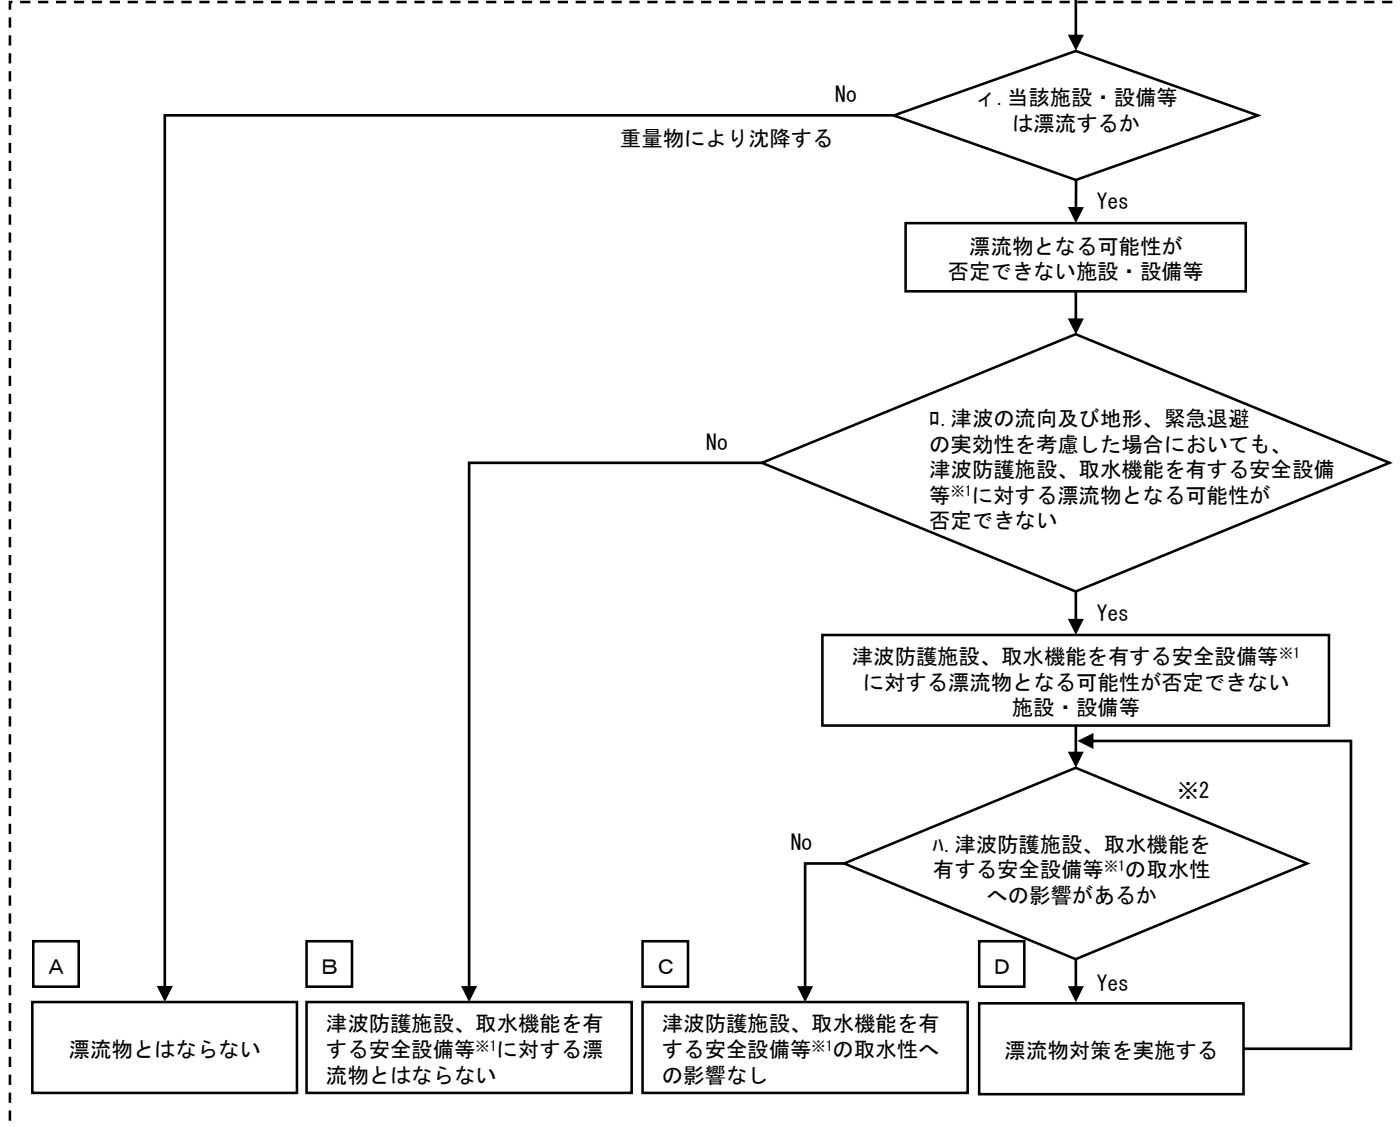 No
イ. 当該施設・設備等
は漂流するか
重量物により沈降する
Yes
漂流物となる可能性が
否定できない施設・設備等
No
ロ. 津波の流向及び地形、緊急退避
の実効性を考慮した場合においても、
津波防護施設、取水機能を有する安全設備
等※1に対する漂流物となる可能性が
否定できない
Yes
津波防護施設、取水機能を有する安全設備等※1
に対する漂流物となる可能性が否定できない
施設・設備等
※2
No
ハ. 津波防護施設、取水機能を
有する安全設備等※1の取水性
への影響があるか
Yes
A
漂流物とはならない
B
津波防護施設、取水機能を有
する安全設備等※1に対する漂
流物とはならない
C
津波防護施設、取水機能を有
する安全設備等※1の取水性へ
の影響なし
D
漂流物対策を実施する